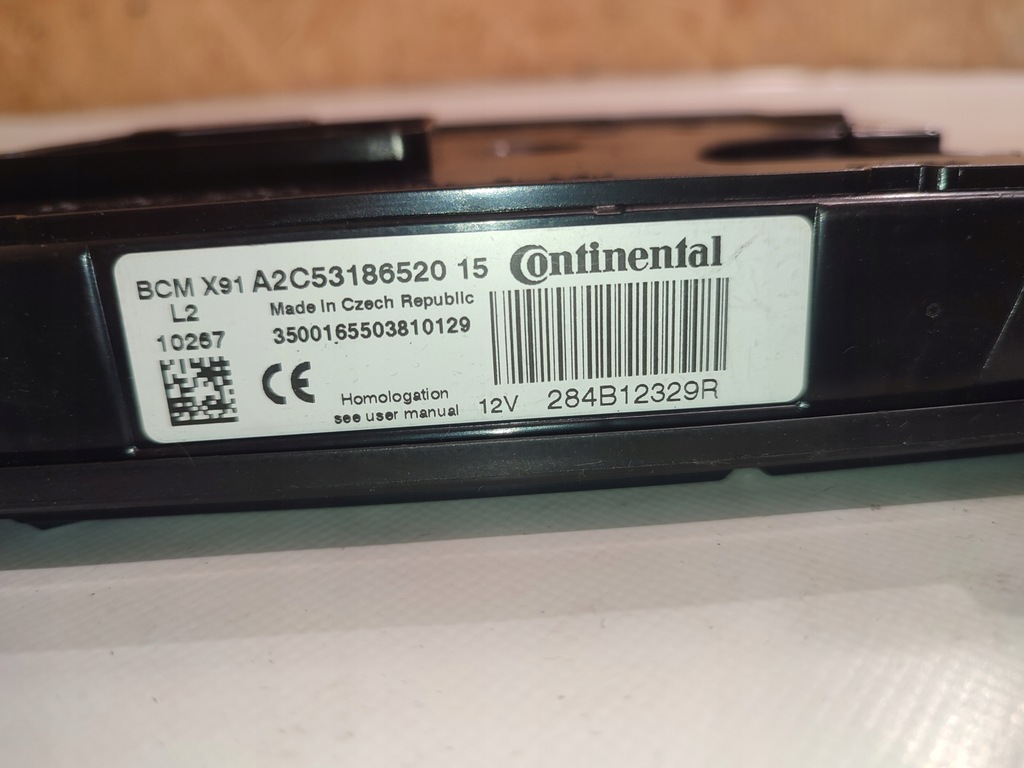 BCM X91 A2C53186520 15 Continental
L2 Made in Czech Republic
10267 3500165503810129
CE
Homologation
see user manual 12V 284B12329R